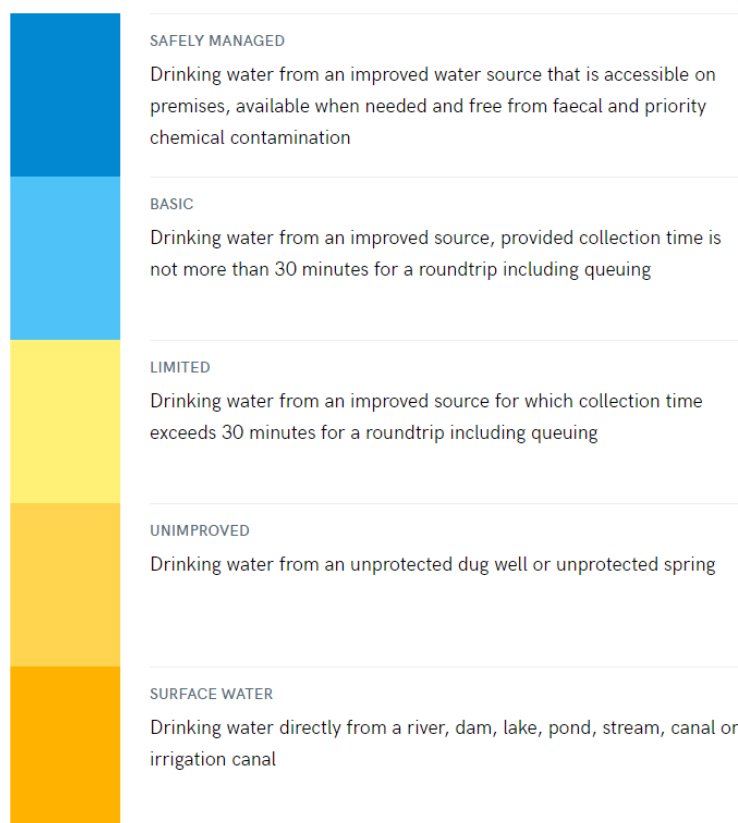 SAFELY MANAGED
Drinking water from an improved water source that is accessible on
premises, available when needed and free from faecal and priority
chemical contamination
BASIC
Drinking water from an improved source, provided collection time is
not more than 30 minutes for a roundtrip including queuing
LIMITED
Drinking water from an improved source for which collection time
exceeds 30 minutes for a roundtrip including queuing
UNIMPROVED
Drinking water from an unprotected dug well or unprotected spring
SURFACE WATER
Drinking water directly from a river, dam, lake, pond, stream, canal or
irrigation canal